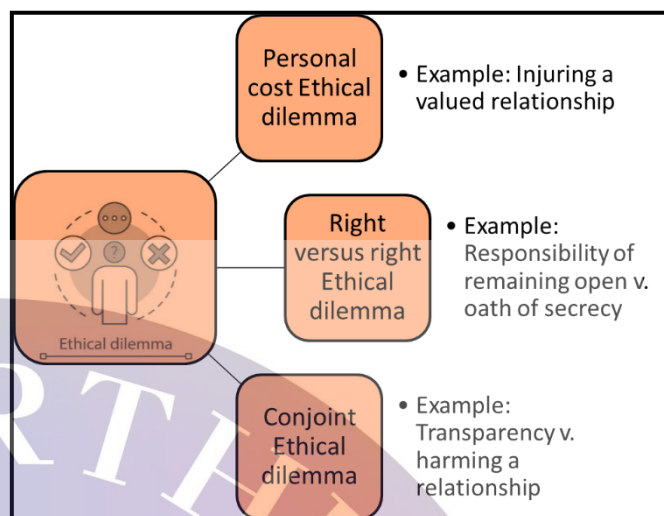 Personal
cost Ethical
dilemma
• Example: Injuring a
valued relationship
Ethical dilemma
Right
versus right
Ethical
dilemma
• Example:
Responsibility of
remaining open v.
oath of secrecy
Conjoint
Ethical
dilemma
• Example:
Transparency v.
harming a
relationship
?
RTH